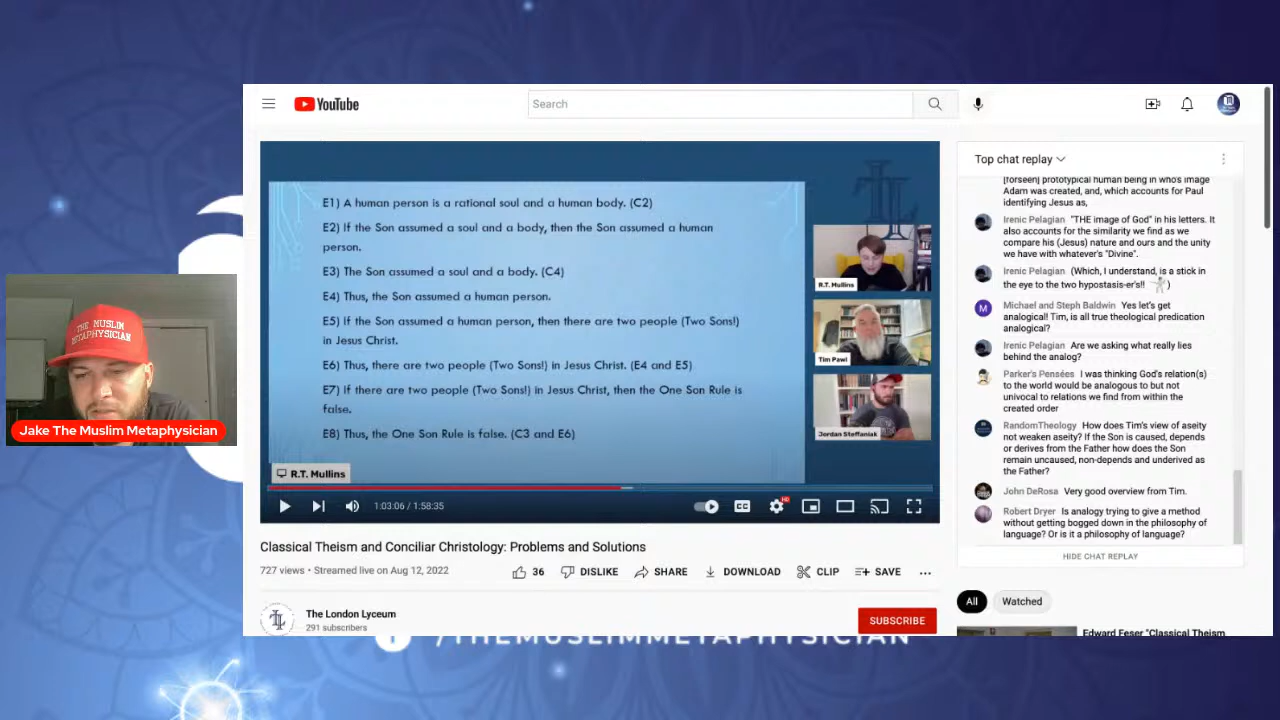 YouTube
Search
E1) A human person is a rational soul and a human body. (C2)
E2) If the Son assumed a soul and a body, then the Son assumed a human
person.
E3) The Son assumed a soul and a body. (C4)
E4) Thus, the Son assumed a human person.
E5) If the Son assumed a human person, then there are two people (Two Sons!)
in Jesus Christ.
E6) Thus, there are two people (Two Sons!) in Jesus Christ. (E4 and E5)
E7) If there are two people (Two Sons!) in Jesus Christ, then the One Son Rule is
false.
E8) Thus, the One Son Rule is false. (C3 and E6)
R.T. Mullins
R.T. Mullins
Tim Pawl
Jordan Steffaniak
1:03:06 / 1:58:35
CC
HD
Classical Theism and Conciliar Christology: Problems and Solutions
727 views • Streamed live on Aug 12, 2022
36
DISLIKE
SHARE
DOWNLOAD
CLIP
SAVE
The London Lyceum
291 subscribers
SUBSCRIBE
Top chat replay
[forseen] prototypical human being in who's image
Adam was created, and, which accounts for Paul
identifying Jesus as,
Irenic Pelagian "THE image of God" in his letters. It
also accounts for the similarity we find as we
compare his (Jesus) nature and ours and the unity
we have with whatever's "Divine".
Irenic Pelagian (Which, I understand, is a stick in
the eye to the two hypostasis-er's!! )
M
Michael and Steph Baldwin Yes let's get
analogical! Tim, is all true theological predication
analogical?
Irenic Pelagian Are we asking what really lies
behind the analog?
Parker's Pensées I was thinking God's relation(s)
to the world would be analogous to but not
univocal to relations we find from within the
created order
RandomTheology How does Tim's view of aseity
not weaken aseity? If the Son is caused, depends
or derives from the Father how does the Son
remain uncaused, non-depends and underived as
the Father?
John DeRosa Very good overview from Tim.
Robert Dryer Is analogy trying to give a method
without getting bogged down in the philosophy of
language? Or is it a philosophy of language?
HIDE CHAT REPLAY
All
Watched
Edward Feser "Classical Theism
THE MUSLIM
METAPHYSICIAN
Jake The Muslim Metaphysician
/THEMUSLIMMETAPHYSICIAN